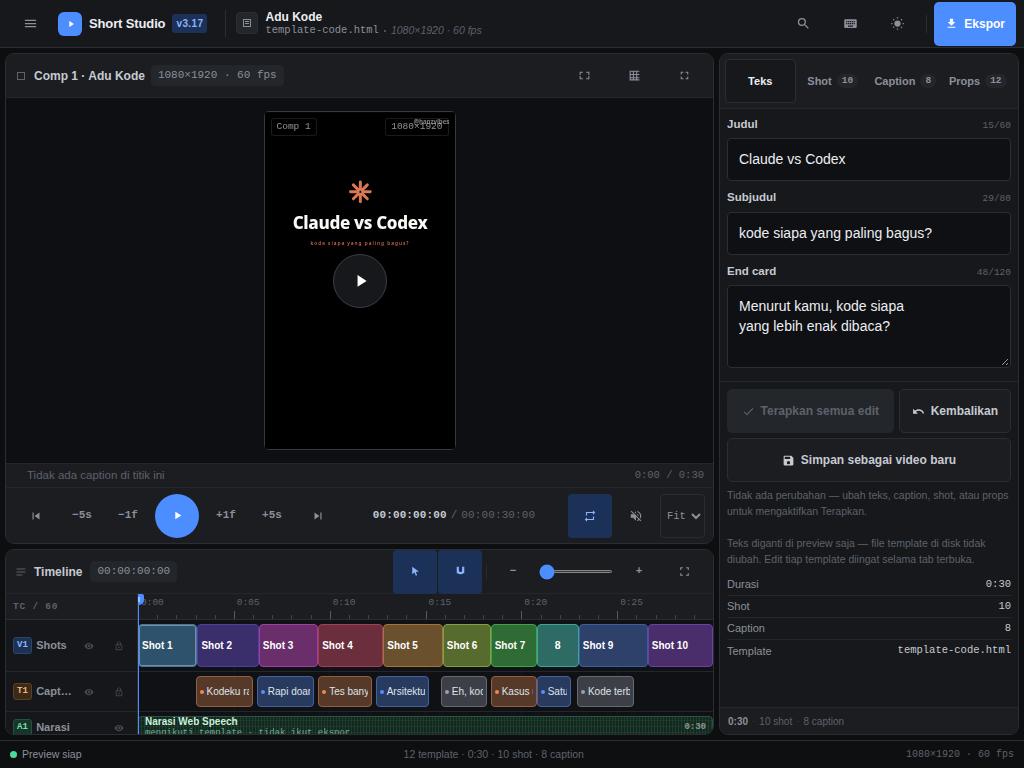 Short Studio v3.17
Adu Kode
template-code.html · 1080×1920 · 60 fps
Ekspor
Comp 1 · Adu Kode 1080×1920 · 60 fps
Comp 1
1080×1920
Claude vs Codex
kode siapa yang paling bagus?
Tidak ada caption di titik ini
0:00 / 0:30
−5s −1f +1f +5s
00:00:00:00 / 00:00:30:00
Fit
Teks Shot 10 Caption 8 Props 12
Judul 15/60
Claude vs Codex
Subjudul 29/80
kode siapa yang paling bagus?
End card 48/120
Menurut kamu, kode siapa
yang lebih enak dibaca?
Terapkan semua edit
Kembalikan
Simpan sebagai video baru
Tidak ada perubahan — ubah teks, caption, shot, atau props
untuk mengaktifkan Terapkan.
Teks diganti di preview saja — file template di disk tidak
diubah. Edit tiap template diingat selama tab terbuka.
Durasi 0:30
Shot 10
Caption 8
Template template-code.html
0:30 · 10 shot · 8 caption
Timeline 00:00:00:00
− +
TC / 60
0:00 0:05 0:10 0:15 0:20 0:25
V1 Shots
Shot 1 Shot 2 Shot 3 Shot 4 Shot 5 Shot 6 Shot 7 8 Shot 9 Shot 10
T1 Capt…
Kodeku ra Rapi doan Tes bany Arsitektu Eh, koc Kasus Satu Kode terb
A1 Narasi
Narasi Web Speech
mengikuti template · tidak ikut ekspor
0:30
Preview siap
12 template · 0:30 · 10 shot · 8 caption
1080×1920 · 60 fps